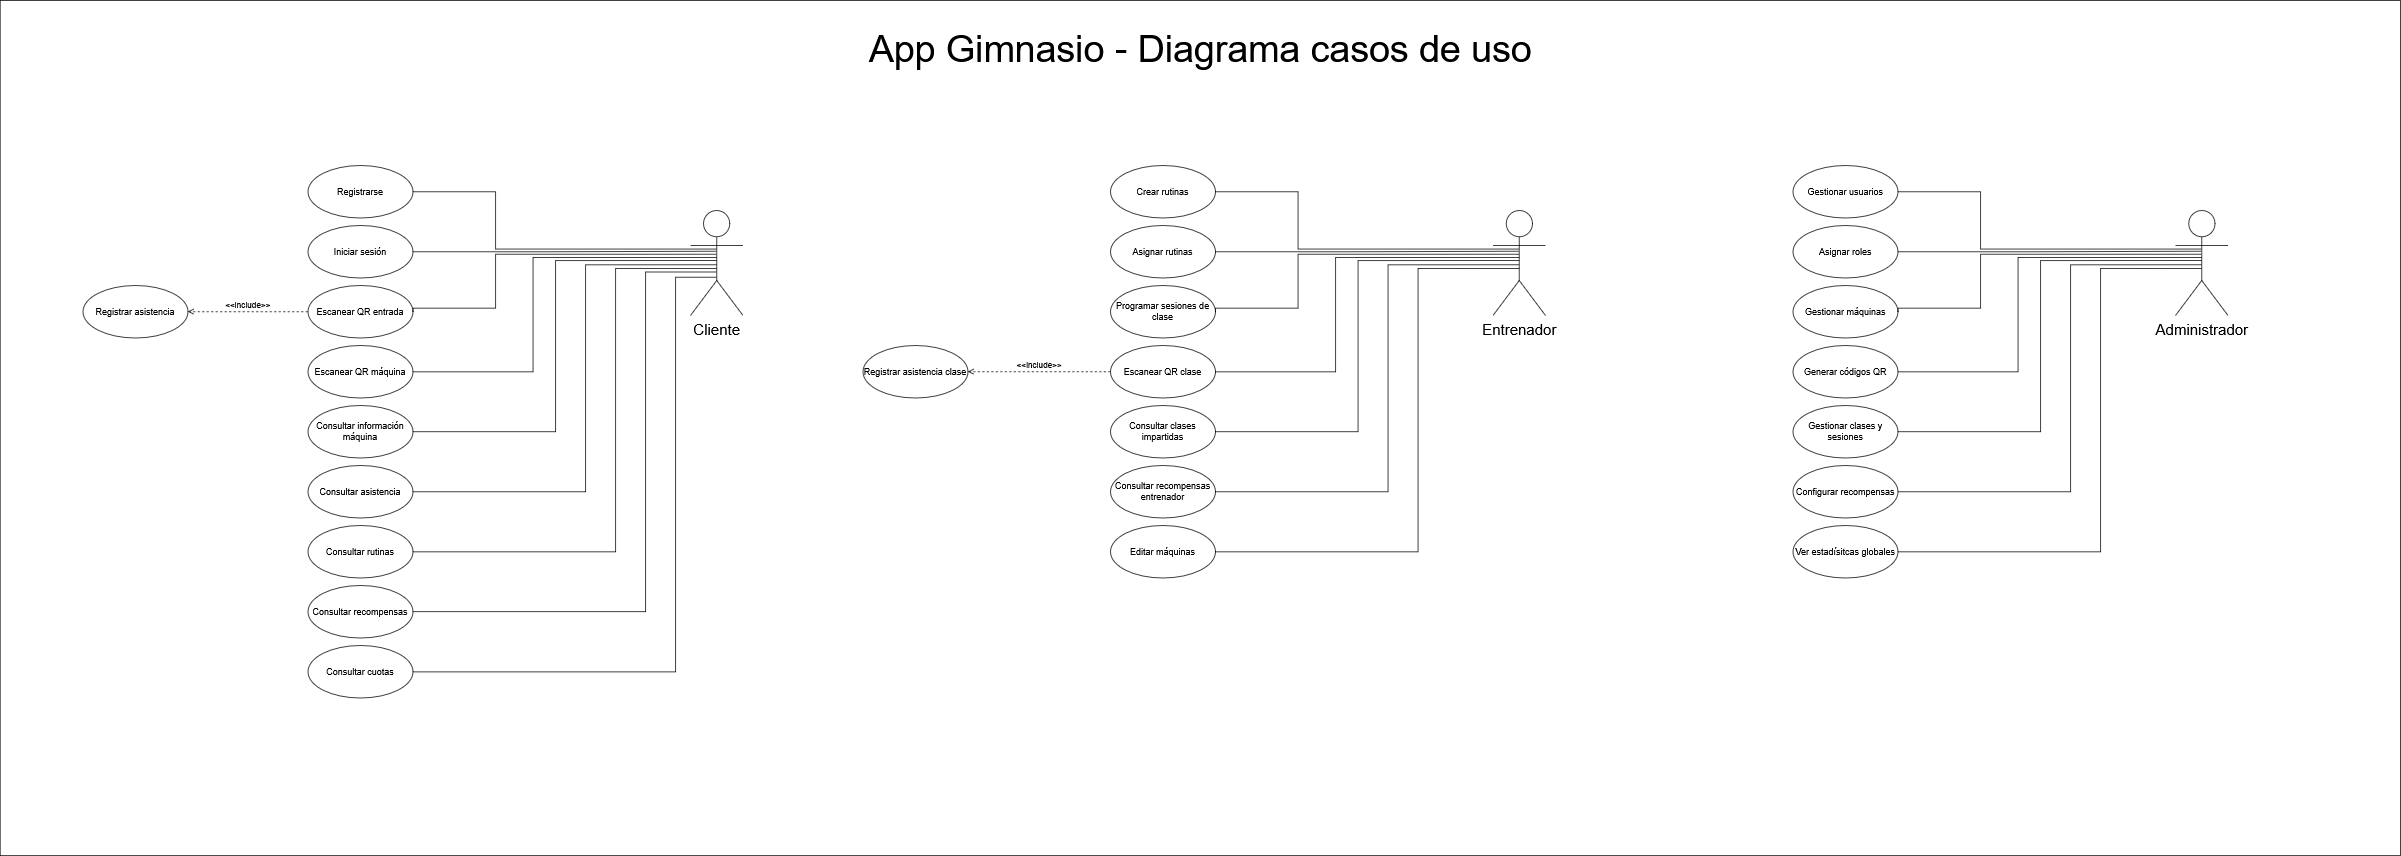 App Gimnasio - Diagrama casos de uso
Registrarse
Iniciar sesión
Registrar asistencia
<<include>>
Escanear QR entrada
Cliente
Escanear QR máquina
Consultar información
máquina
Consultar asistencia
Consultar rutinas
Consultar recompensas
Consultar cuotas
Crear rutinas
Asignar rutinas
Programar sesiones de
clase
Entrenador
Registrar asistencia clase
<<include>>
Escanear QR clase
Consultar clases
impartidas
Consultar recompensas
entrenador
Editar máquinas
Gestionar usuarios
Asignar roles
Gestionar máquinas
Administrador
Generar códigos QR
Gestionar clases y
sesiones
Configurar recompensas
Ver estadísitcas globales